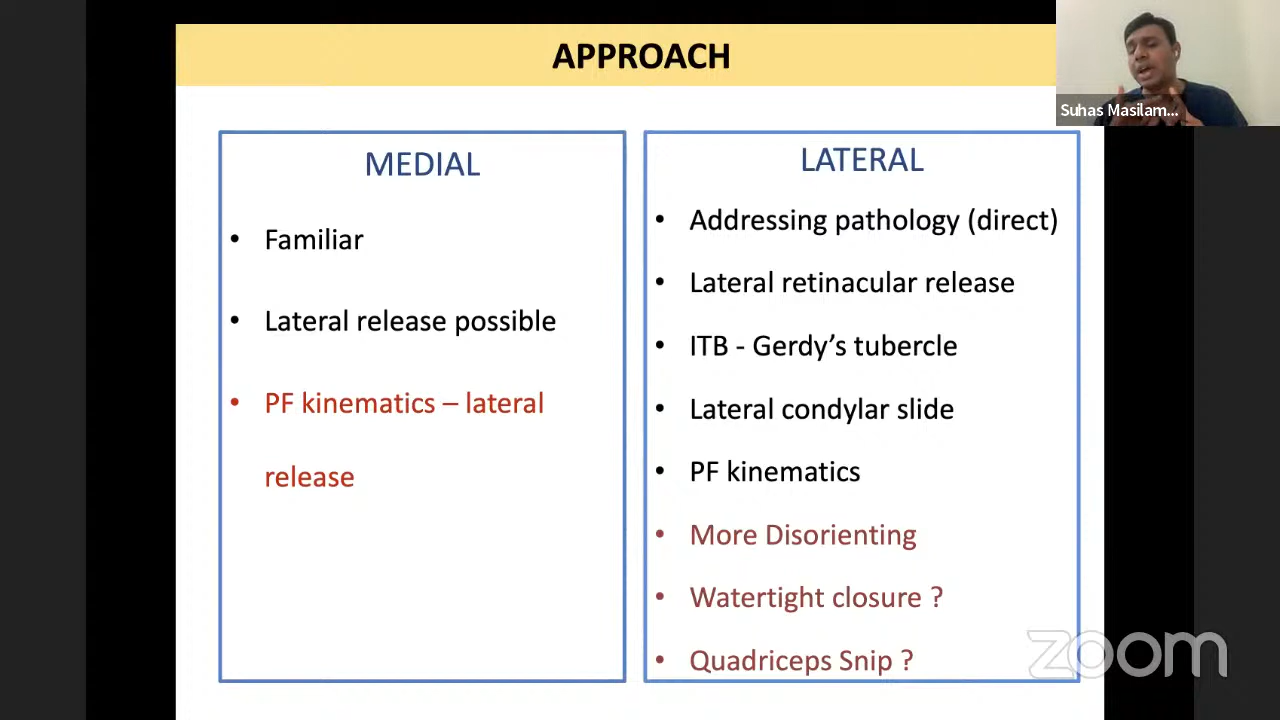 APPROACH
Suhas Masilam...
MEDIAL
• Familiar
• Lateral release possible
• PF kinematics – lateral
release
LATERAL
• Addressing pathology (direct)
• Lateral retinacular release
• ITB - Gerdy’s tubercle
• Lateral condylar slide
• PF kinematics
• More Disorienting
• Watertight closure ?
• Quadriceps Snip ?
zoom